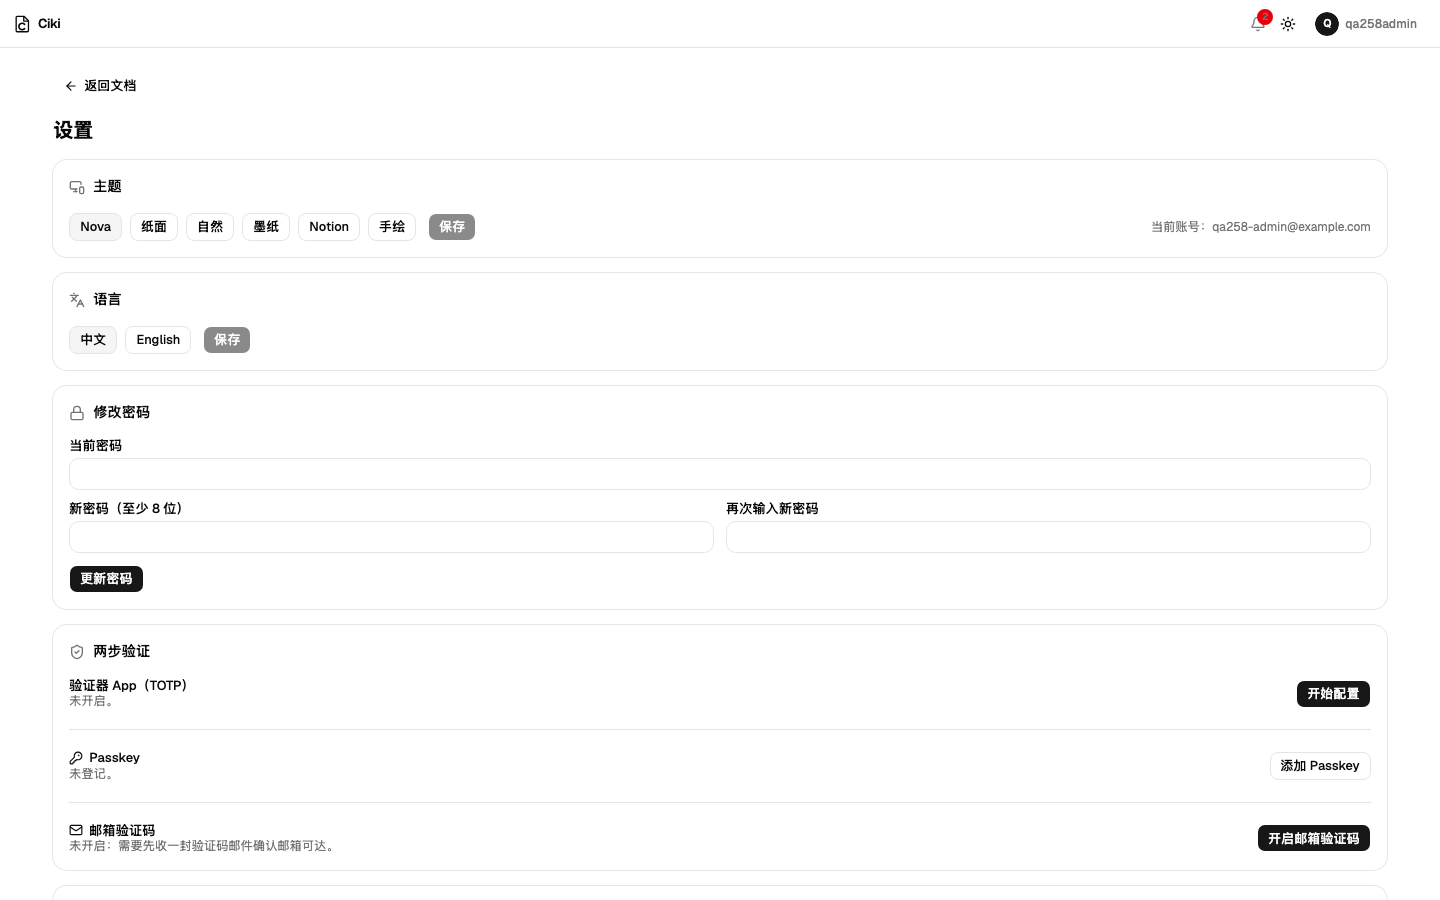 Ciki
2
Q qa258admin
返回文档
设置
主题
Nova 纸面 自然 墨纸 Notion 手绘 保存 当前账号：qa258-admin@example.com
语言
中文 English 保存
修改密码
当前密码
新密码（至少 8 位） 再次输入新密码
更新密码
两步验证
验证器 App（TOTP）
未开启。
开始配置
Passkey
未登记。
添加 Passkey
邮箱验证码
未开启：需要先收一封验证码邮件确认邮箱可达。
开启邮箱验证码